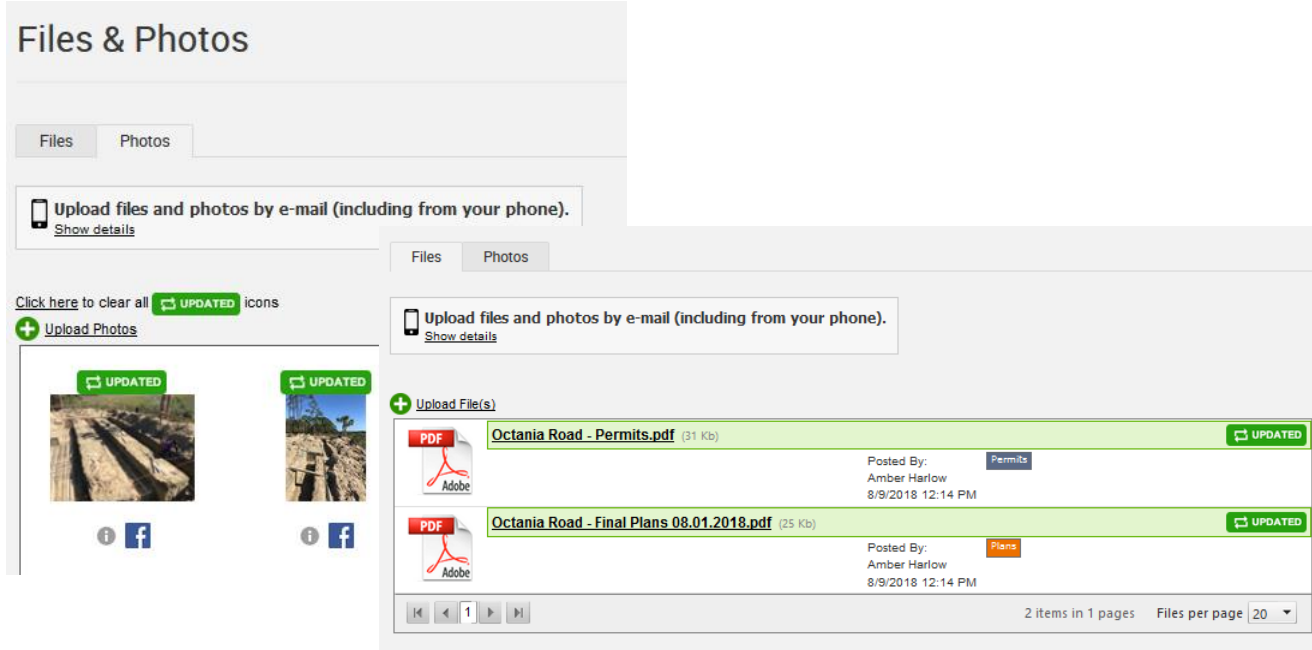 Files & Photos
Files Photos
Upload files and photos by e-mail (including from your phone).
Show details
Click here to clear all UPDATED icons
Upload Photos
UPDATED UPDATED
Files Photos
Upload files and photos by e-mail (including from your phone).
Show details
Upload File(s)
PDF
Adobe
Octania Road - Permits.pdf (31 Kb) UPDATED
Posted By: Permits
Amber Harlow
8/9/2018 12:14 PM
PDF
Adobe
Octania Road - Final Plans 08.01.2018.pdf (25 Kb) UPDATED
Posted By: Plans
Amber Harlow
8/9/2018 12:14 PM
1 2 items in 1 pages Files per page 20